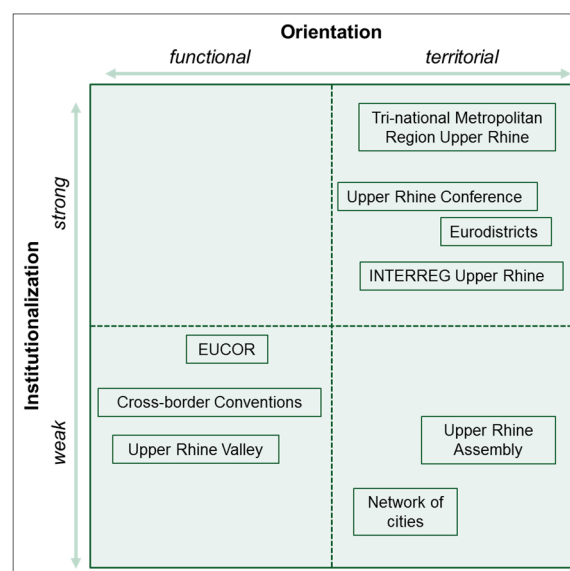 Orientation
functional
territorial
Institutionalization
strong
weak
Tri-national Metropolitan
Region Upper Rhine
Upper Rhine Conference
Eurodistricts
INTERREG Upper Rhine
EUCOR
Cross-border Conventions
Upper Rhine Valley
Upper Rhine
Assembly
Network of
cities